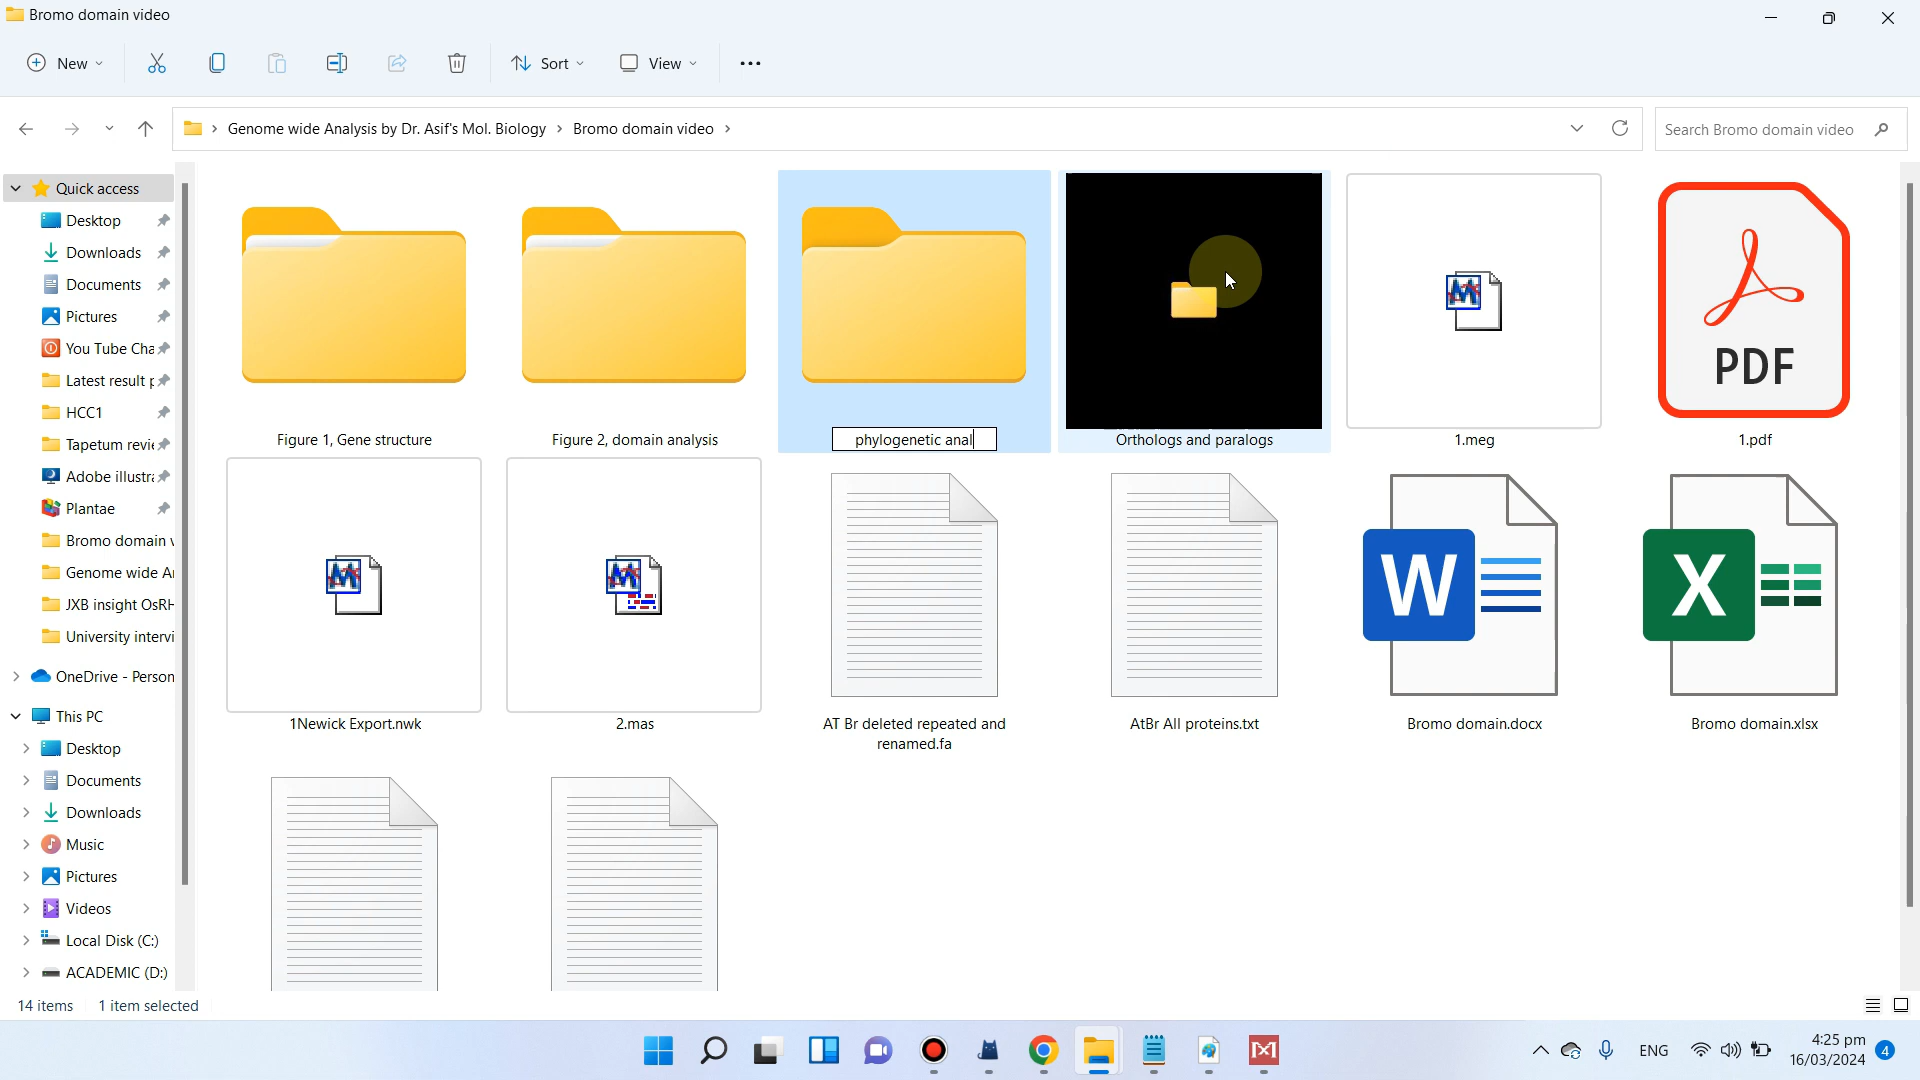 Bromo domain video
New
Sort
View
Genome wide Analysis by Dr. Asif's Mol. Biology
Bromo domain video
Search Bromo domain video
Quick access
Desktop
Downloads
Documents
Pictures
You Tube Cha
Latest result
HCC1
Tapetum revi
Adobe illustra
Plantae
Bromo domain
Genome wide
JXB insight
University intervi
OneDrive - Person
This PC
Desktop
Documents
Downloads
Music
Pictures
Videos
Local Disk (C:)
ACADEMIC (D:)
Figure 1, Gene structure
Figure 2, domain analysis
phylogenetic anal
Orthologs and paralogs
1.meg
PDF
1.pdf
1Newick Export.nwk
2.mas
AT Br deleted repeated and
renamed.fa
AtBr All proteins.txt
W
Bromo domain.docx
X
Bromo domain.xlsx
14 items
1 item selected
ENG
4:25 pm
16/03/2024
4